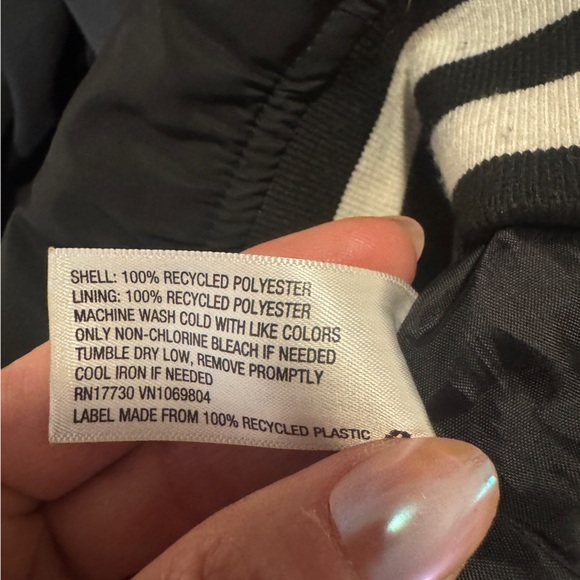 SHELL: 100% RECYCLED POLYESTER
LINING: 100% RECYCLED POLYESTER
MACHINE WASH COLD WITH LIKE COLORS
ONLY NON-CHLORINE BLEACH IF NEEDED
TUMBLE DRY LOW, REMOVE PROMPTLY
COOL IRON IF NEEDED
RN17730 VN1069804
LABEL MADE FROM 100% RECYCLED PLASTIC